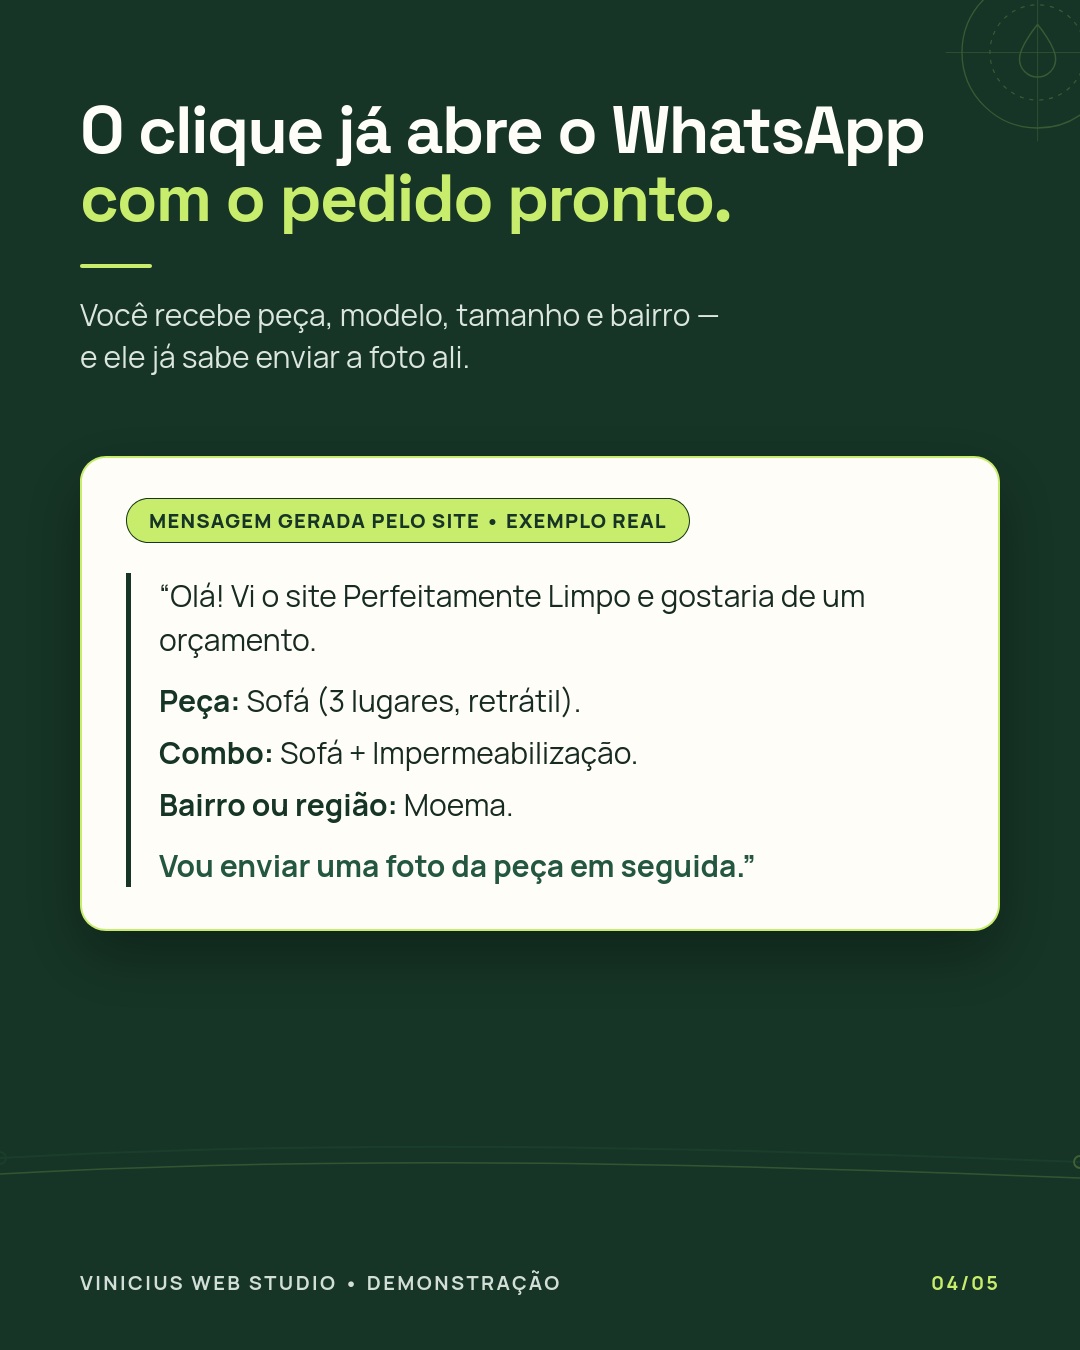 O clique já abre o WhatsApp
com o pedido pronto.
Você recebe peça, modelo, tamanho e bairro —
e ele já sabe enviar a foto ali.
MENSAGEM GERADA PELO SITE • EXEMPLO REAL
“Olá! Vi o site Perfeitamente Limpo e gostaria de um
orçamento.
Peça: Sofá (3 lugares, retrátil).
Combo: Sofá + Impermeabilização.
Bairro ou região: Moema.
Vou enviar uma foto da peça em seguida.”
VINICIUS WEB STUDIO • DEMONSTRAÇÃO
04/05